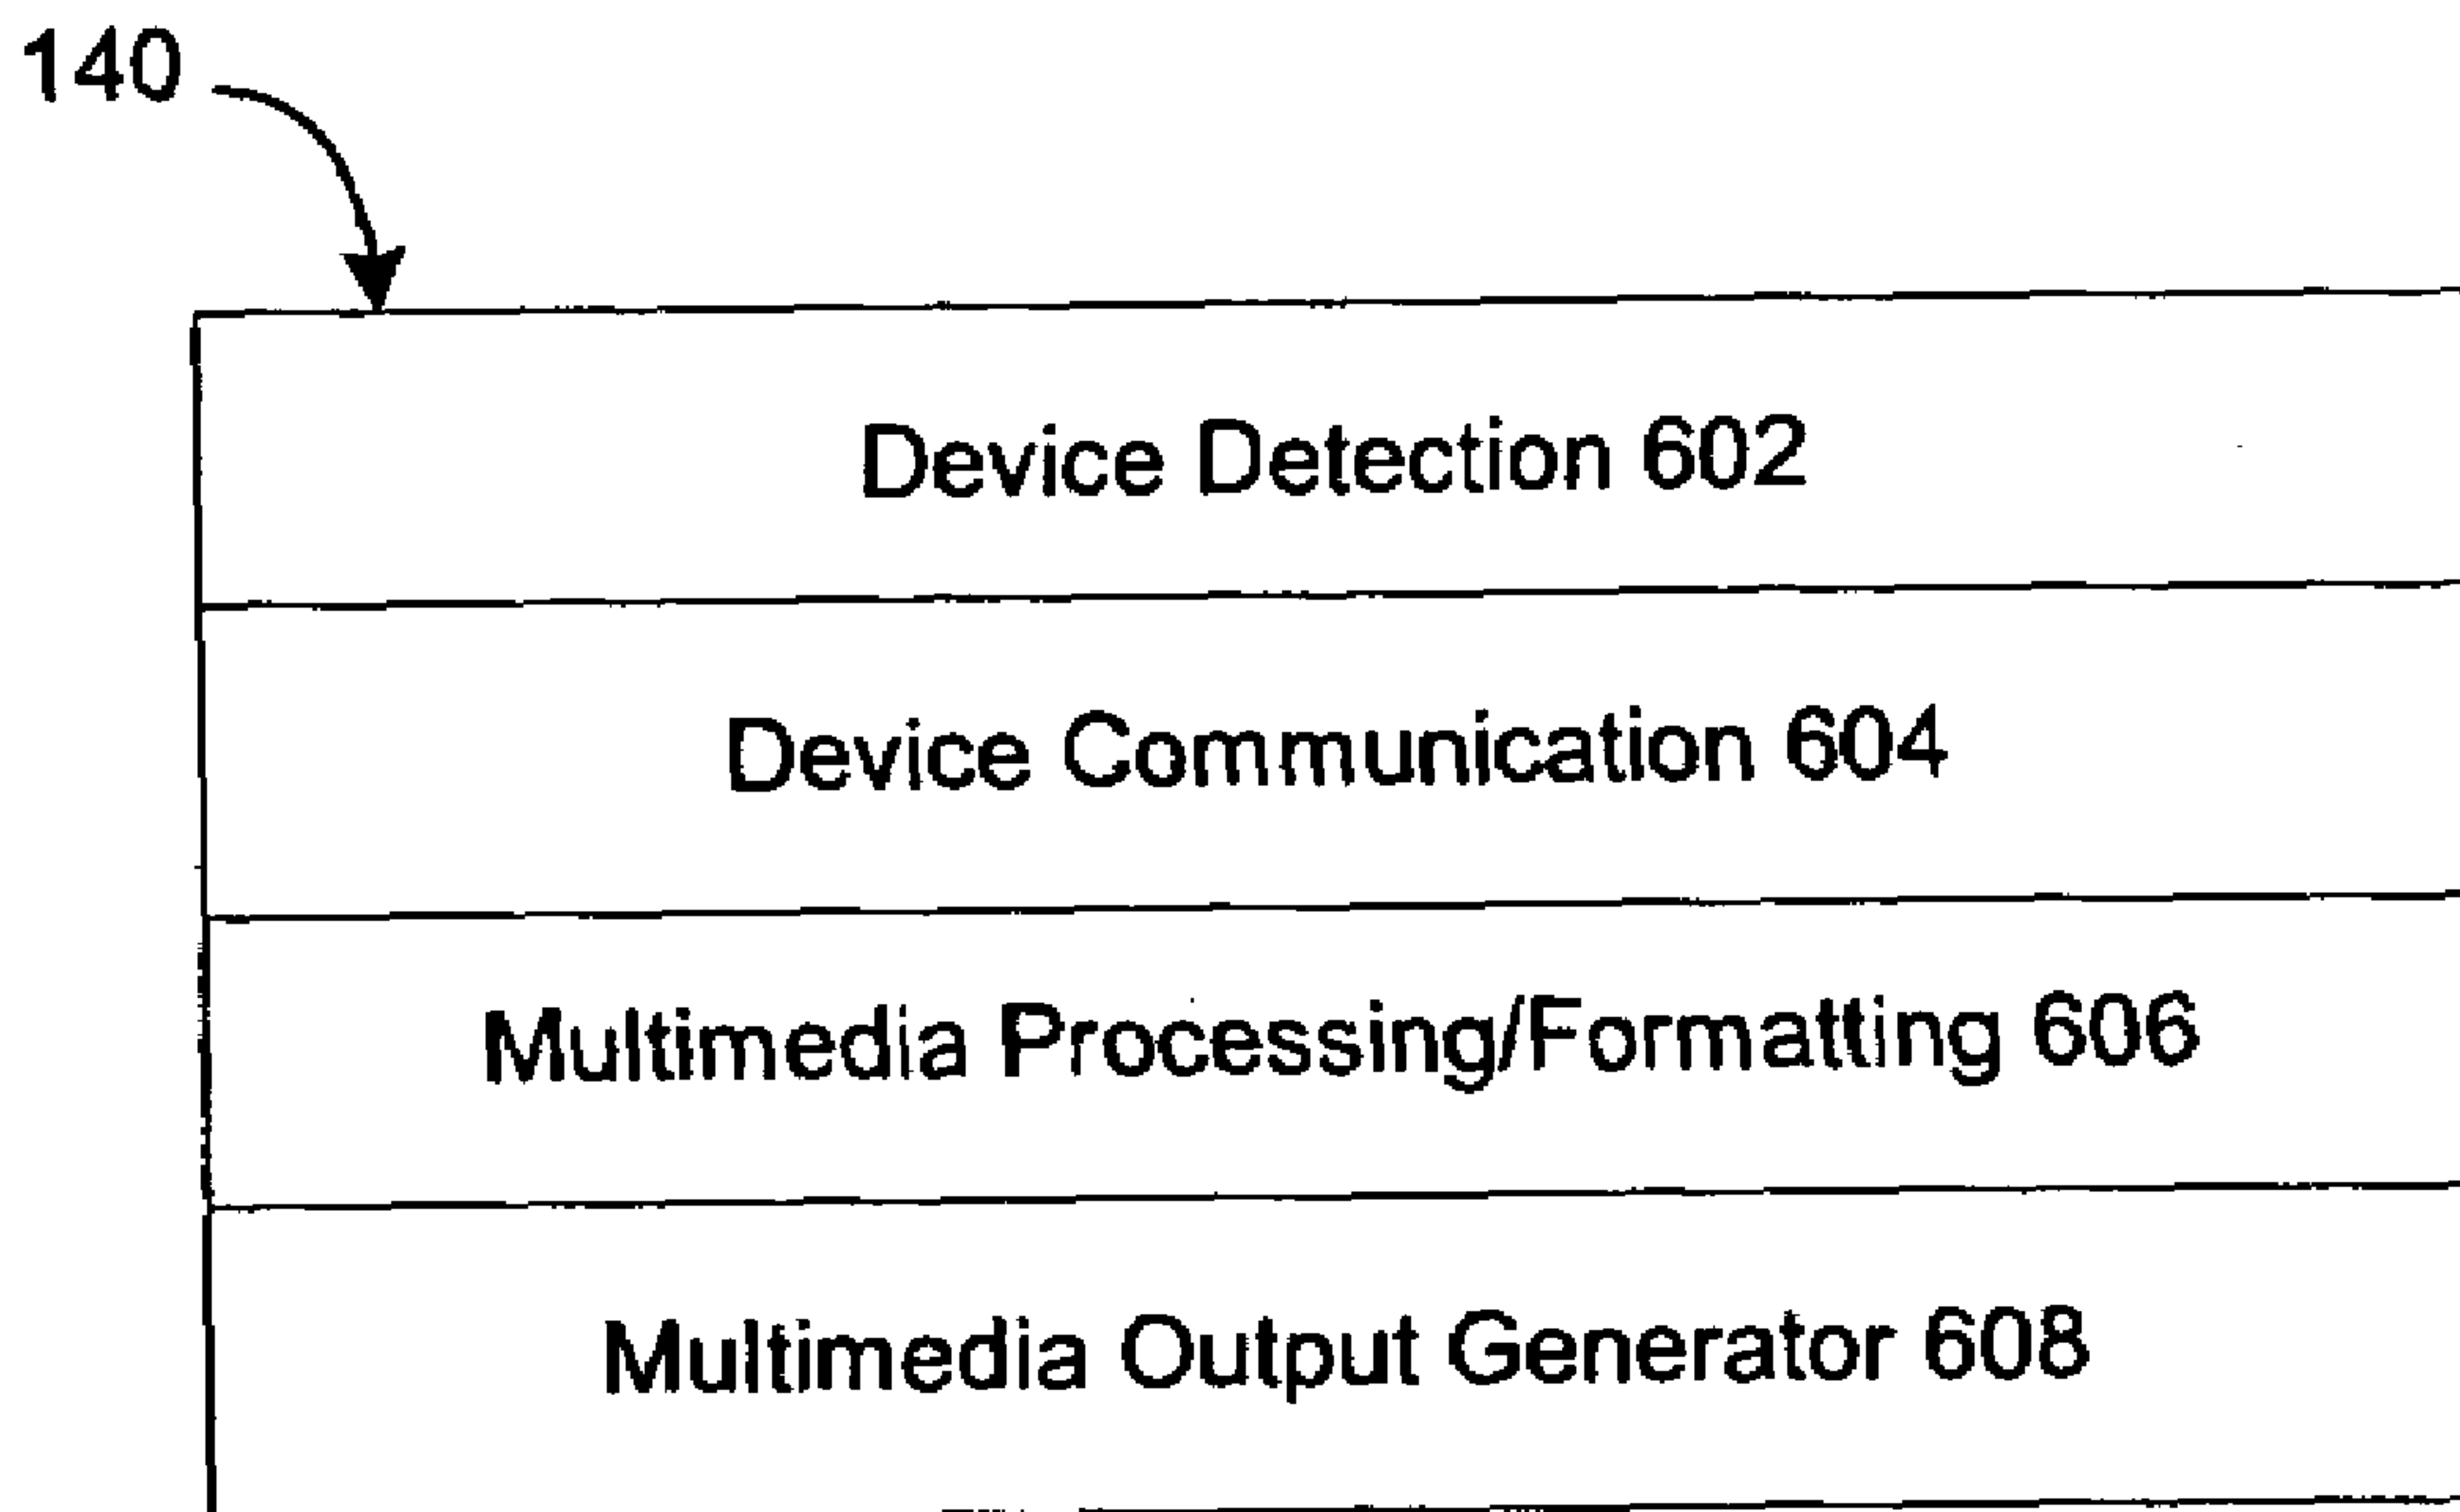 140
Device Detection 602
Device Communication 604
Multimedia Processing/Formatting 606
Multimedia Output Generator 608